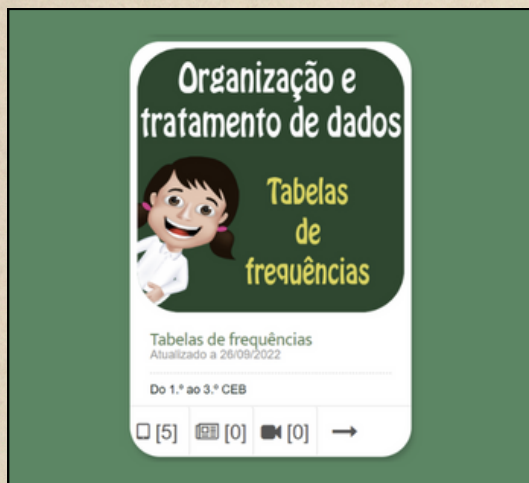 Organização e
tratamento de dados
Tabelas
de
frequências
Tabelas de frequências
Atualizado a 26/09/2022
Do 1.º ao 3.º CEB
[5] [0] [0]